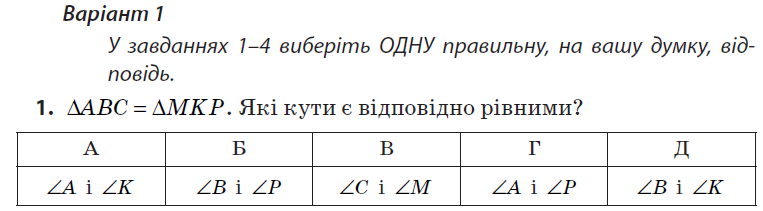 Варіант 1
У завданнях 1–4 виберіть ОДНУ правильну, на вашу думку, від-
повідь.
1. ΔABC = ΔMKP. Які кути є відповідно рівними?
А Б В Г Д
∠A і ∠K ∠B і ∠P ∠C і ∠M ∠A і ∠P ∠B і ∠K